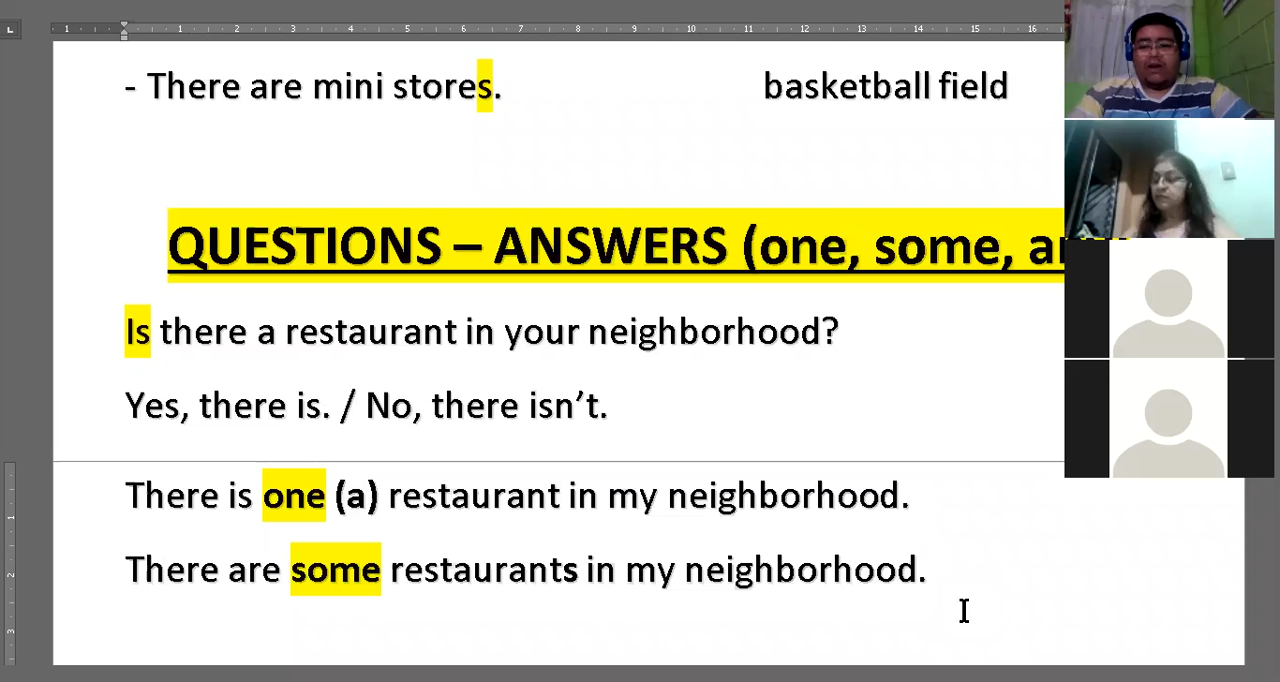 - There are mini stores. basketball field
QUESTIONS – ANSWERS (one, some,
Is there a restaurant in your neighborhood?
Yes, there is. / No, there isn’t.
There is one (a) restaurant in my neighborhood.
There are some restaurants in my neighborhood.